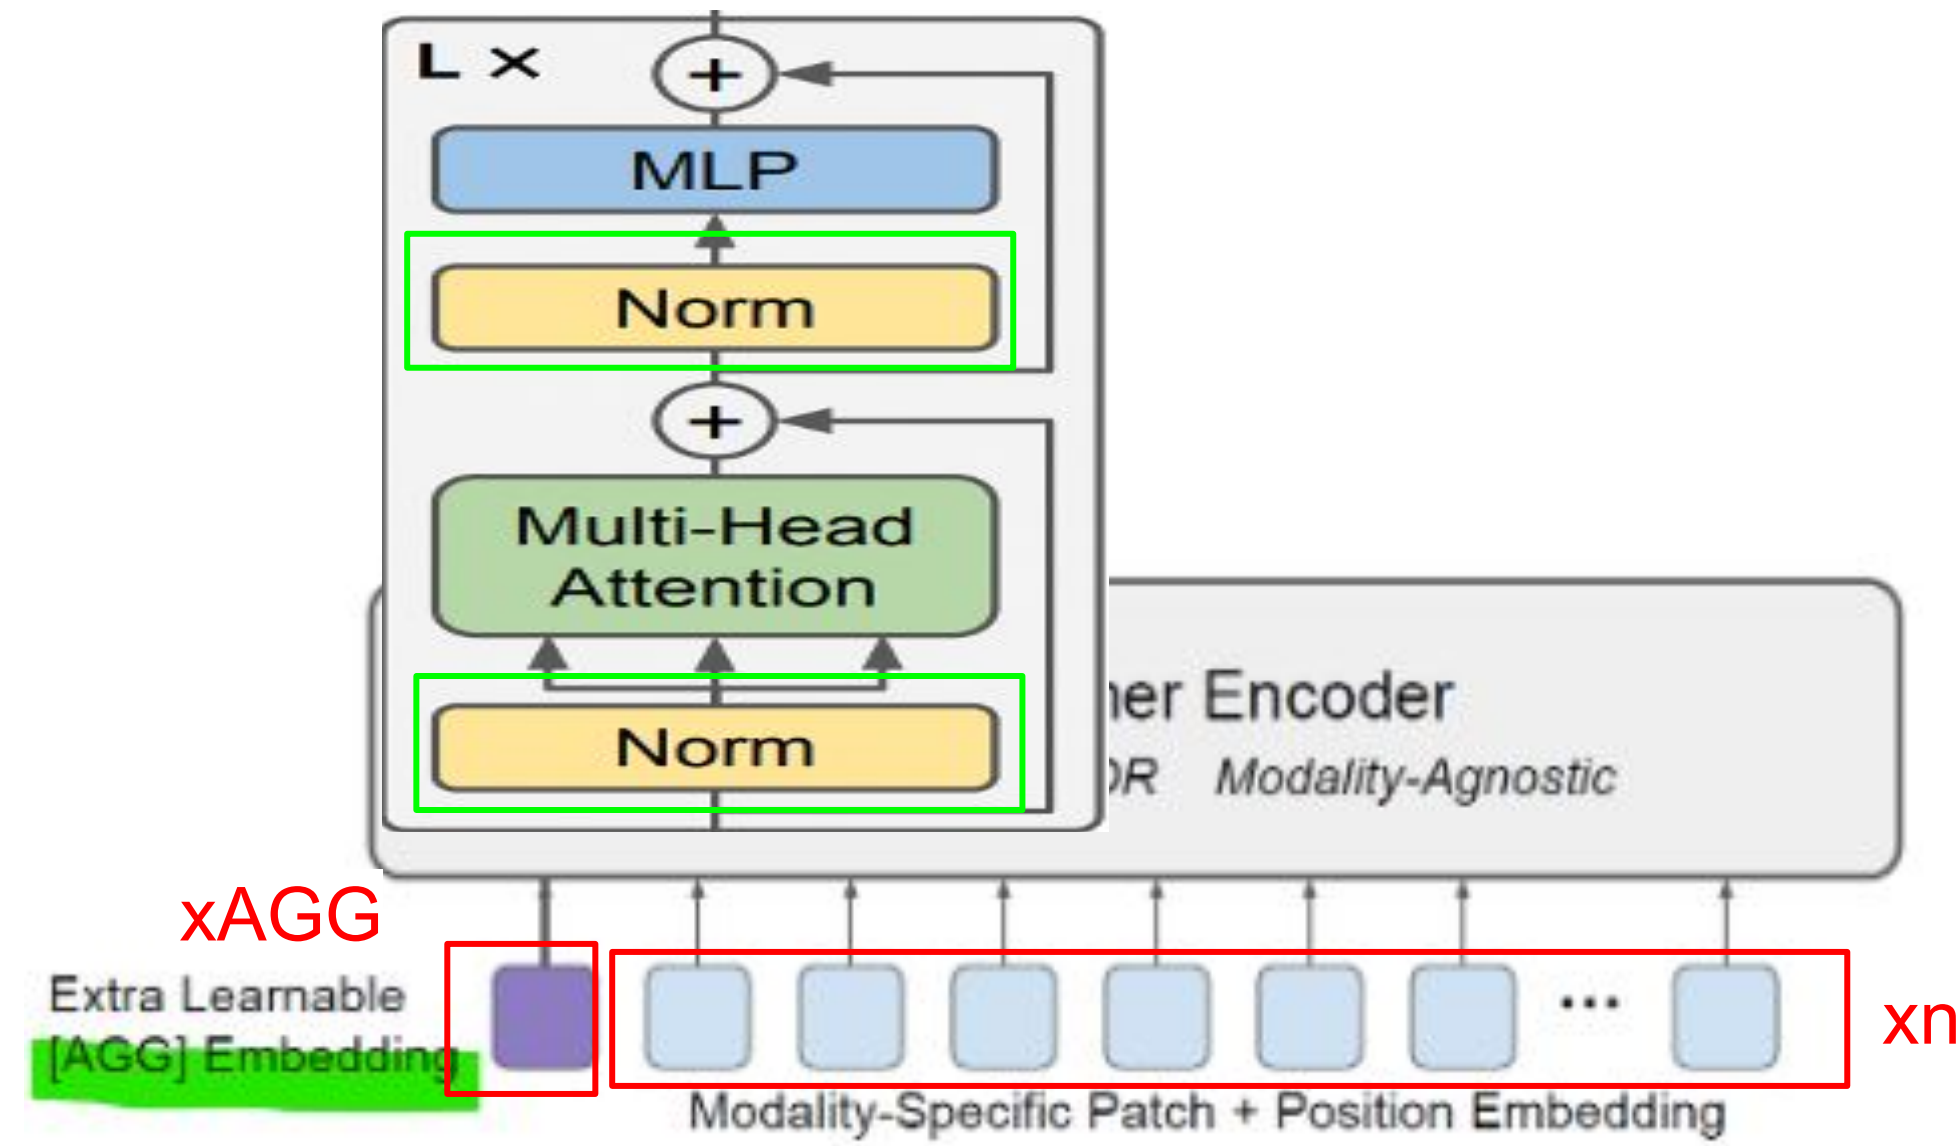 L ×
+
MLP
Norm
+
Multi-Head
Attention
Norm
Encoder
OR Modality-Agnostic
xAGG
Extra Learnable
[AGG] Embedding
...
xn
Modality-Specific Patch + Position Embedding